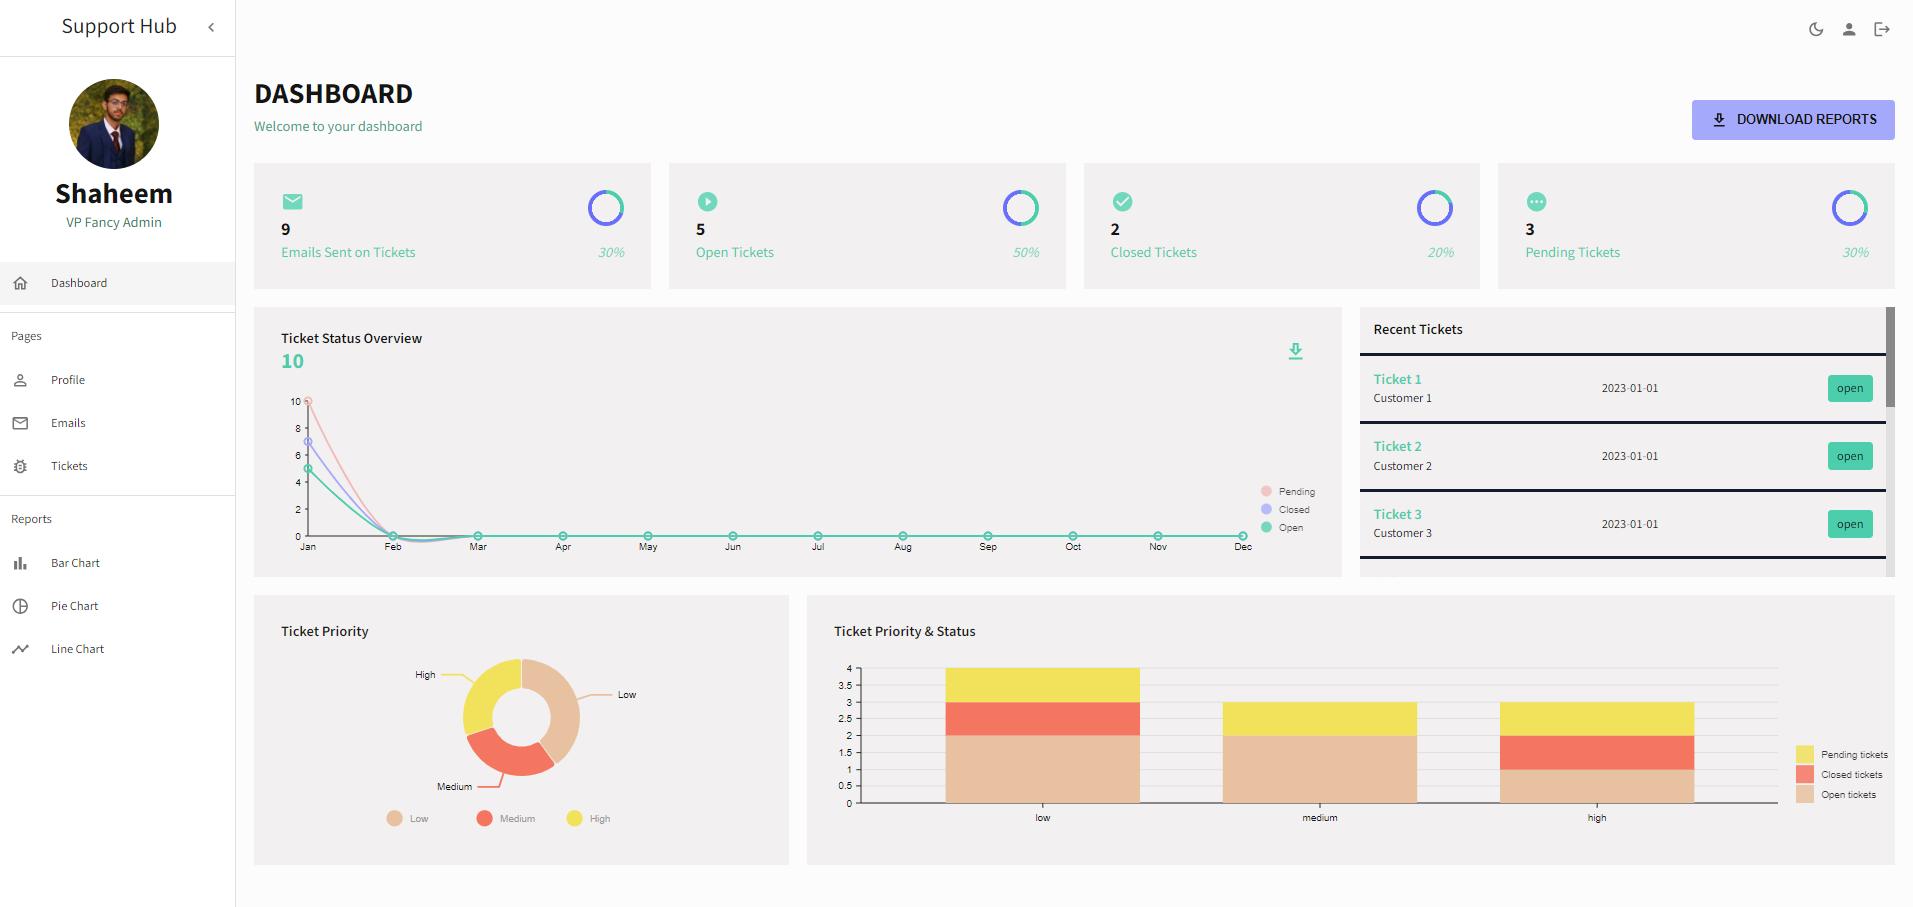 Support Hub
Shaheem
VP Fancy Admin
Dashboard
Pages
Profile
Emails
Tickets
Reports
Bar Chart
Pie Chart
Line Chart
DASHBOARD
Welcome to your dashboard
DOWNLOAD REPORTS
9
Emails Sent on Tickets
30%
5
Open Tickets
50%
2
Closed Tickets
20%
3
Pending Tickets
30%
Ticket Status Overview
10
10
8
6
4
2
0
Jan Feb Mar Apr May Jun Jul Aug Sep Oct Nov Dec
Pending
Closed
Open
Recent Tickets
Ticket 1
Customer 1
2023-01-01
open
Ticket 2
Customer 2
2023-01-01
open
Ticket 3
Customer 3
2023-01-01
open
Ticket Priority
High
Low
Medium
Low Medium High
Ticket Priority & Status
4
3.5
3
2.5
2
1.5
1
0.5
0
low medium high
Pending tickets
Closed tickets
Open tickets